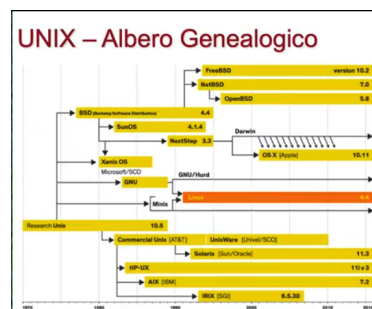 UNIX – Albero Genealogico
FreeBSD version 10.2
NetBSD 7.0
OpenBSD 5.8
BSD (Berkeley Software Distribution) 4.4
SunOS 4.1.4
Darwin
NextStep 3.3
Xenix OS
OS X [Apple] 10.11
Microsoft/SCO
GNU/Hurd
GNU
Linux 4.4
Minix
Research Unix 10.5
Commercial Unix [AT&T] UnixWare [Univel/SCO]
Solaris [Sun/Oracle] 11.3
HP-UX 11i v3
AIX [IBM] 7.2
IRIX [SGI] 6.5.30
1970 1980 1990 2000 2010